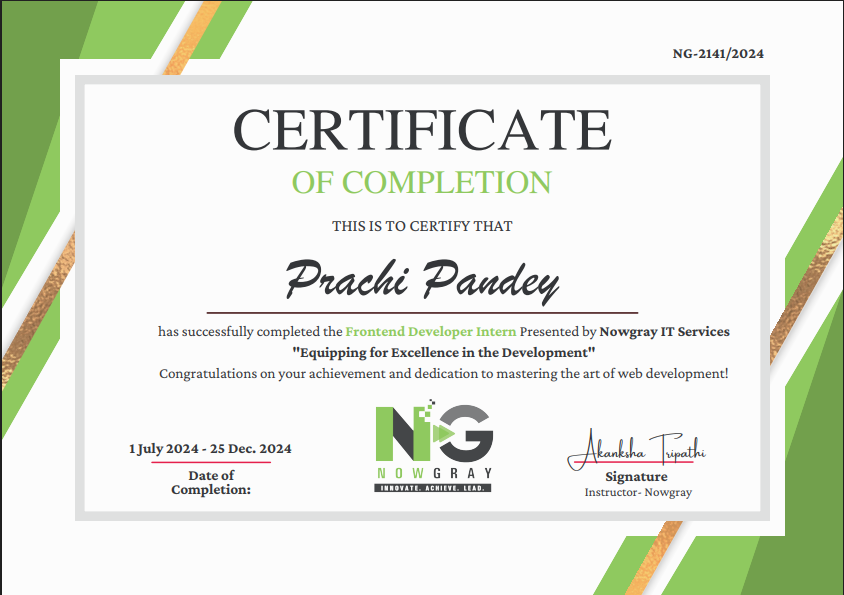 NG-2141/2024
CERTIFICATE
OF COMPLETION
THIS IS TO CERTIFY THAT
Prachi Pandey
has successfully completed the Frontend Developer Intern Presented by Nowgray IT Services
"Equipping for Excellence in the Development"
Congratulations on your achievement and dedication to mastering the art of web development!
1 July 2024 - 25 Dec. 2024
Date of
Completion:
NG
NOWGRAY
INNOVATE. ACHIEVE. LEAD.
Akanksha Tripathi
Signature
Instructor- Nowgray